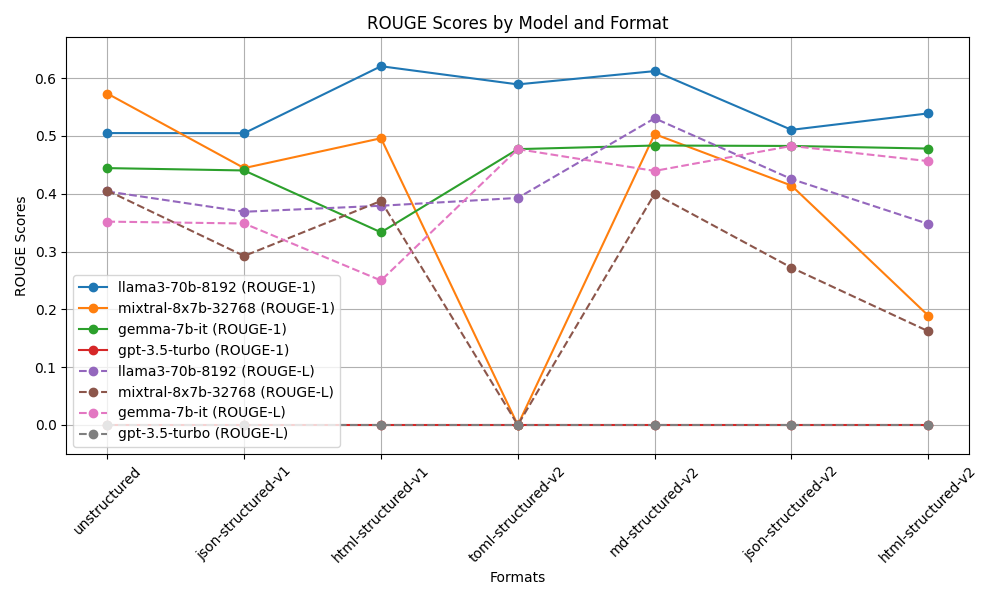 ROUGE Scores by Model and Format
ROUGE Scores
0.6
0.5
0.4
0.3
0.2
0.1
0.0
llama3-70b-8192 (ROUGE-1)
mixtral-8x7b-32768 (ROUGE-1)
gemma-7b-it (ROUGE-1)
gpt-3.5-turbo (ROUGE-1)
llama3-70b-8192 (ROUGE-L)
mixtral-8x7b-32768 (ROUGE-L)
gemma-7b-it (ROUGE-L)
gpt-3.5-turbo (ROUGE-L)
unstructured
json-structured-v1
html-structured-v1
toml-structured-v2
md-structured-v2
json-structured-v2
html-structured-v2
Formats